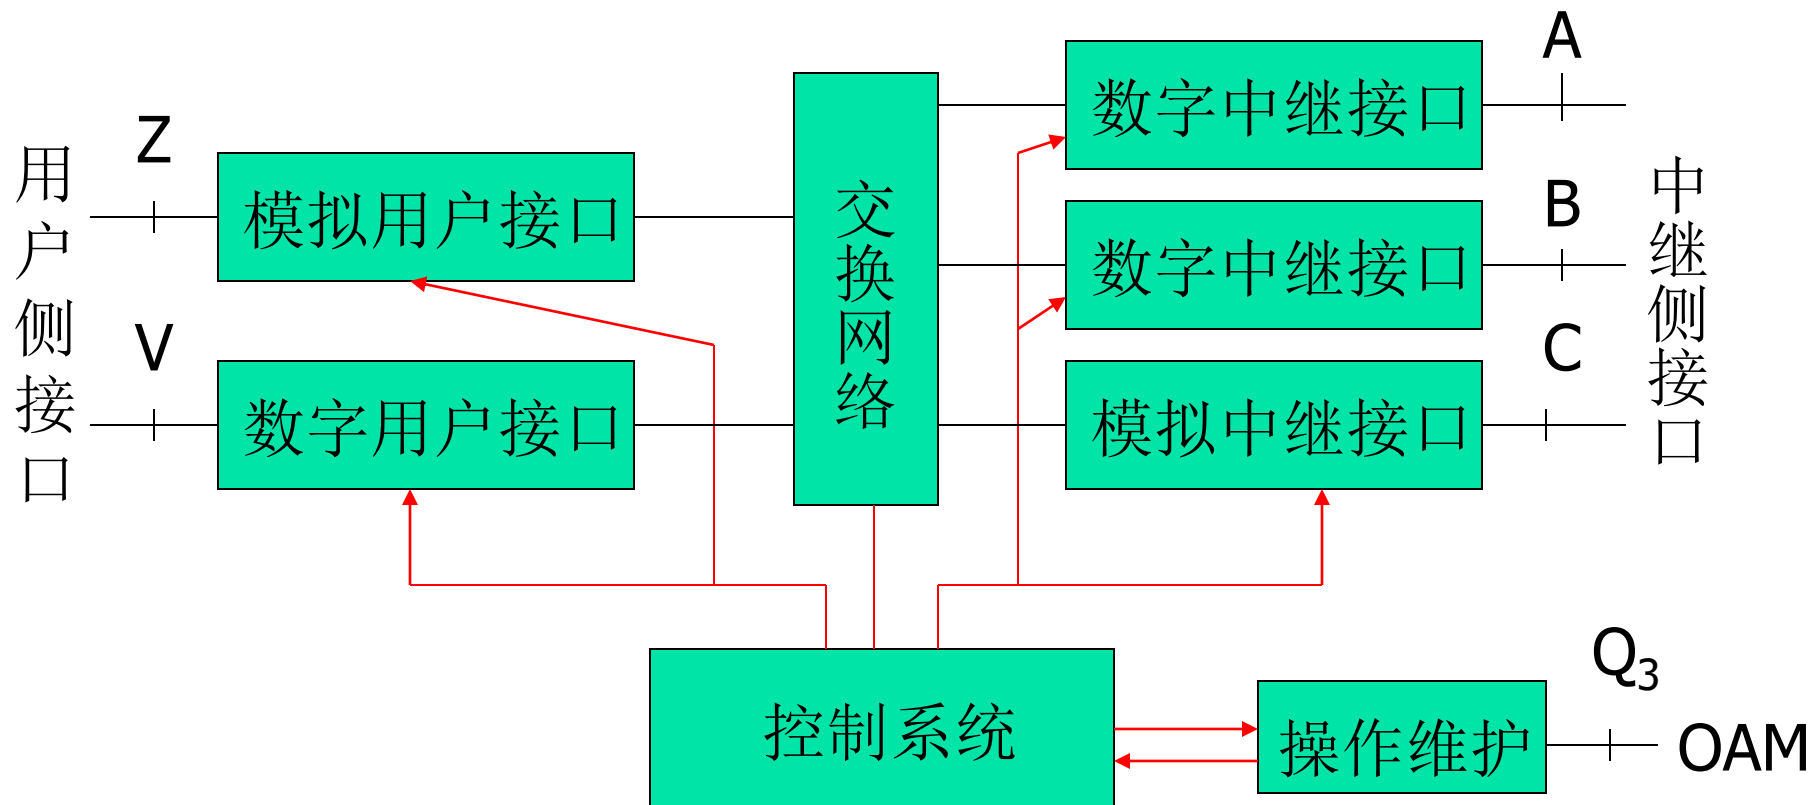 用户侧接口
Z
模拟用户接口
V
数字用户接口
交换网络
A
数字中继接口
B
数字中继接口
C
模拟中继接口
中继侧接口
控制系统
操作维护
Q3
OAM